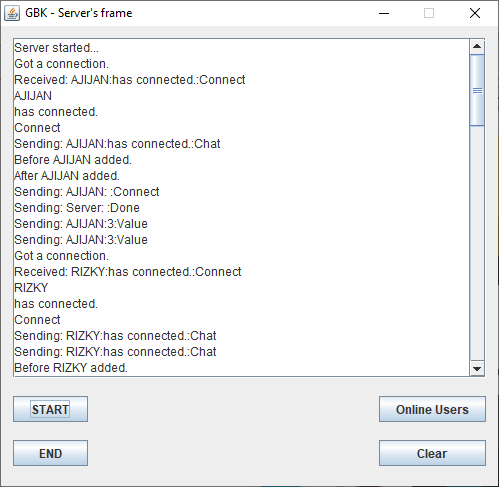 GBK - Server's frame
Server started...
Got a connection.
Received: AJIJAN:has connected.:Connect
AJIJAN
has connected.
Connect
Sending: AJIJAN:has connected.:Chat
Before AJIJAN added.
After AJIJAN added.
Sending: AJIJAN: :Connect
Sending: Server: :Done
Sending: AJIJAN:3:Value
Sending: AJIJAN:3:Value
Got a connection.
Received: RIZKY:has connected.:Connect
RIZKY
has connected.
Connect
Sending: RIZKY:has connected.:Chat
Sending: RIZKY:has connected.:Chat
Before RIZKY added.
START
Online Users
END
Clear